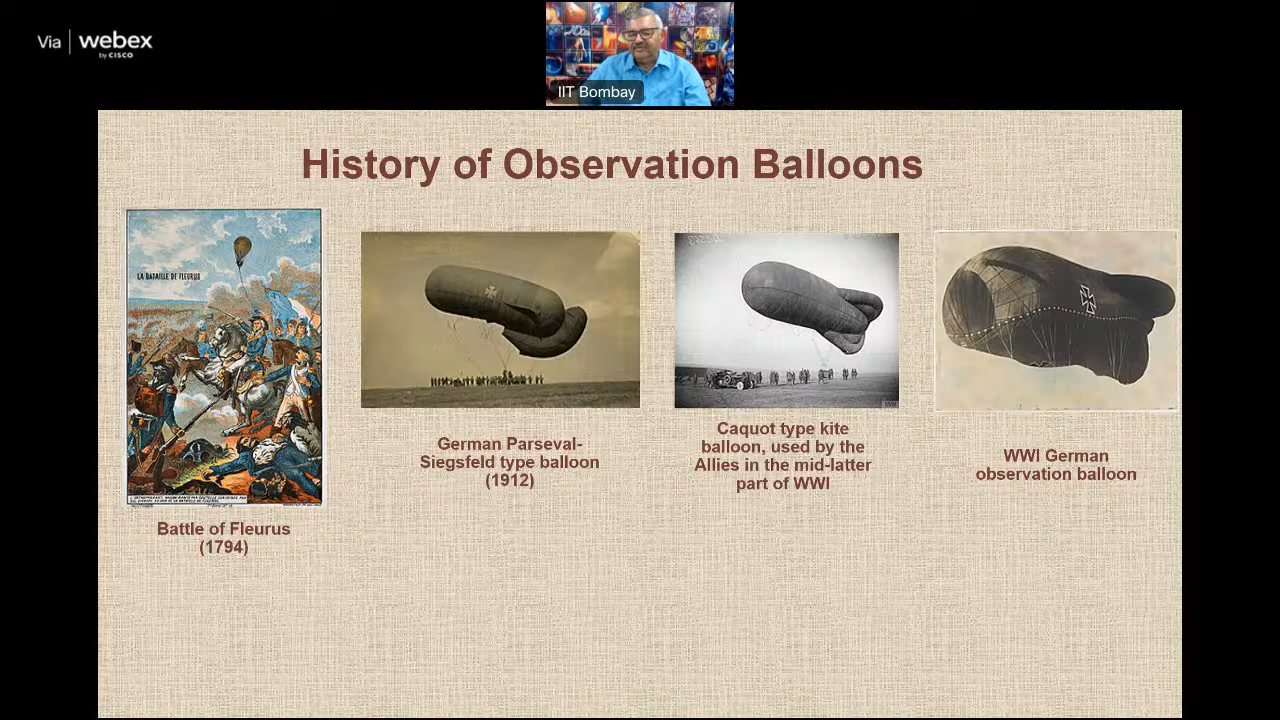 Via webex
by CISCO
IIT Bombay
History of Observation Balloons
LA BATAILLE DE FLEURUS
Battle of Fleurus
(1794)
German Parseval-
Siegsfeld type balloon
(1912)
Caquot type kite
balloon, used by the
Allies in the mid-latter
part of WWI
WWI German
observation balloon